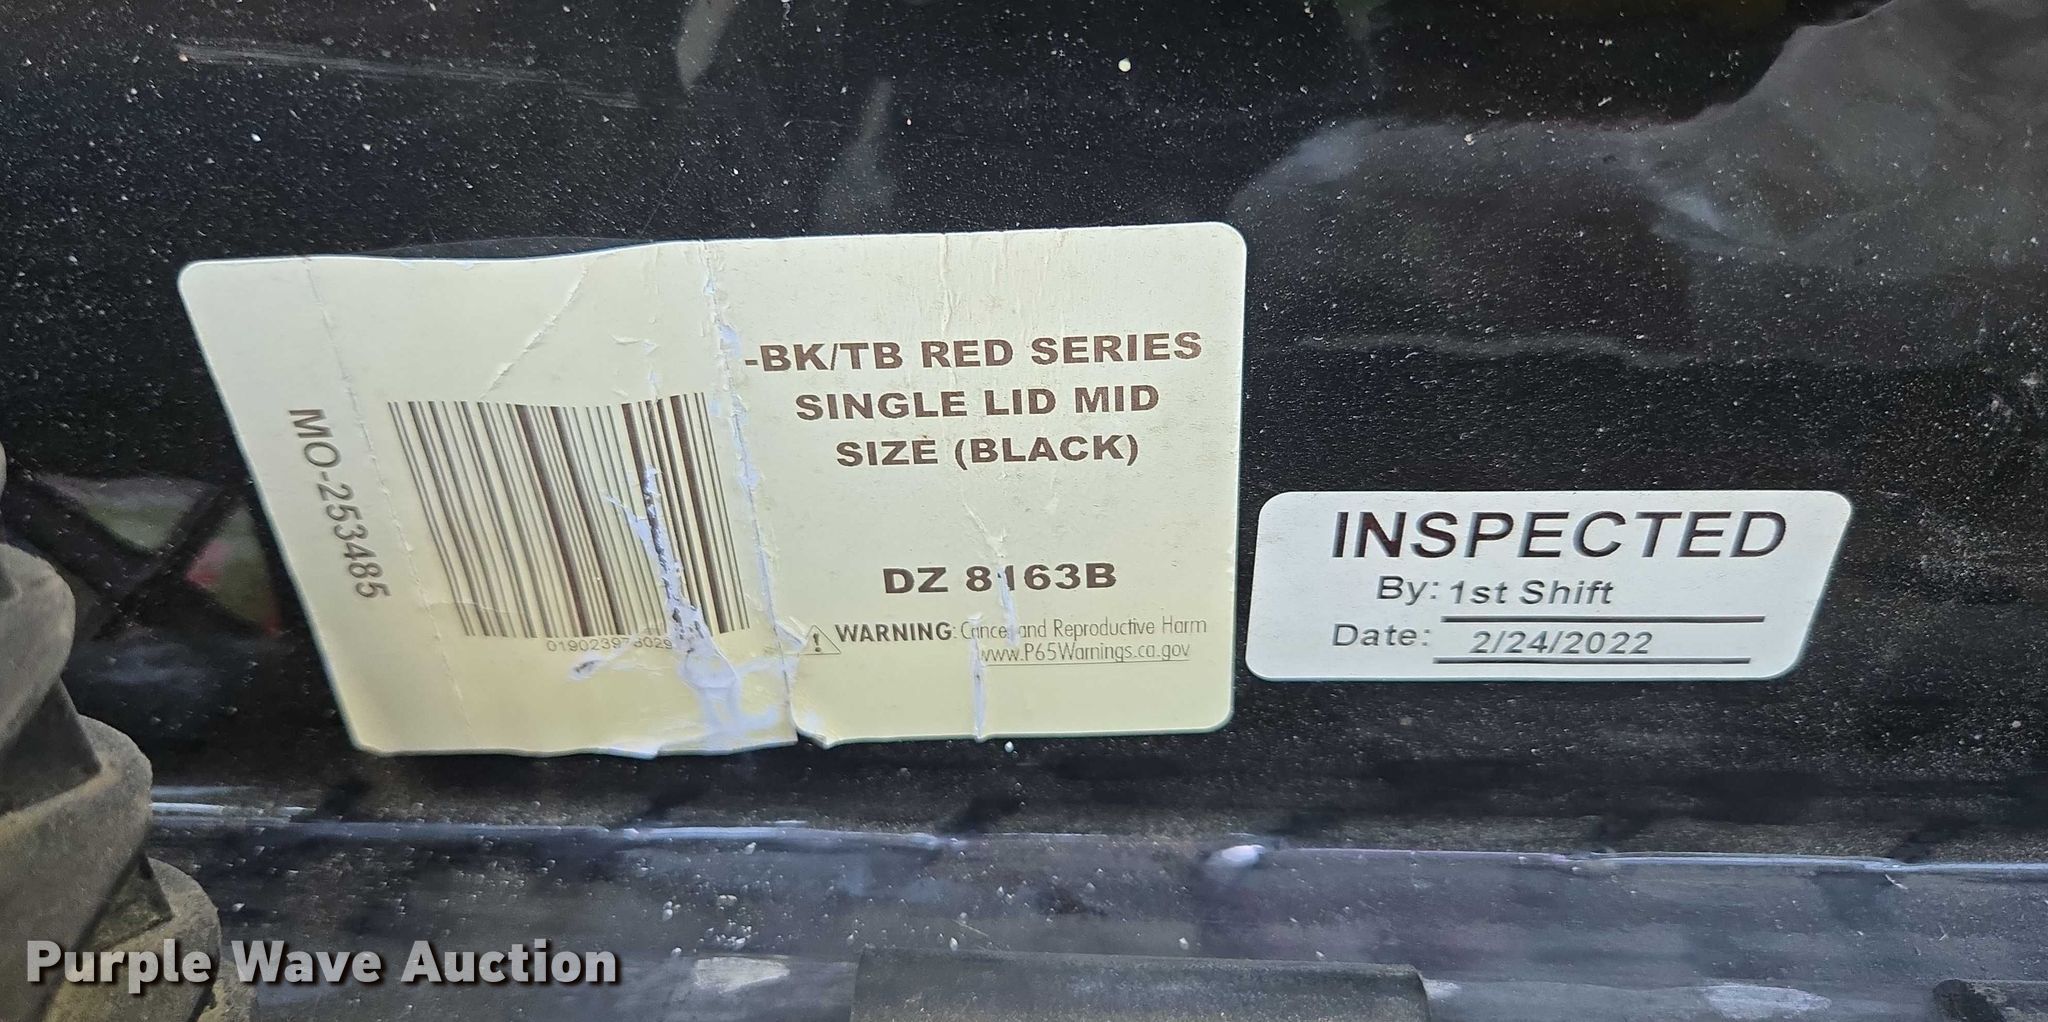 MO-253485
-BK/TB RED SERIES
SINGLE LID MID
SIZE (BLACK)
DZ 8163B
WARNING: Cancer and Reproductive Harm
www.P65Warnings.ca.gov
INSPECTED
By: 1st Shift
Date: 2/24/2022
Purple Wave Auction